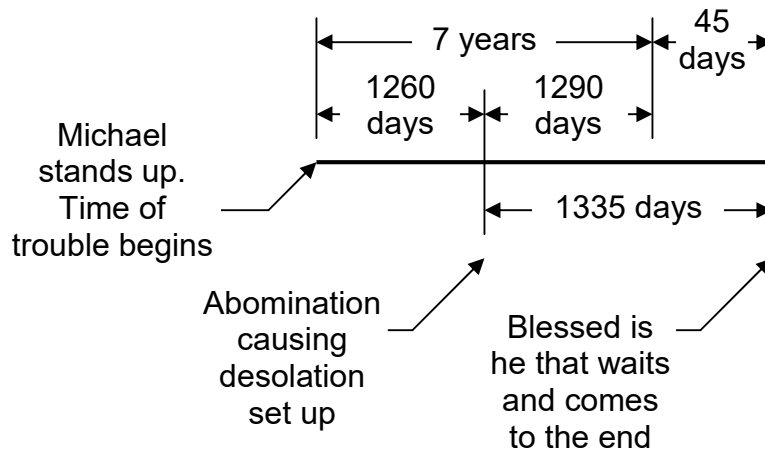 7 years
45
days
1260
days
1290
days
Michael
stands up.
Time of
trouble begins
1335 days
Abomination
causing
desolation
set up
Blessed is
he that waits
and comes
to the end